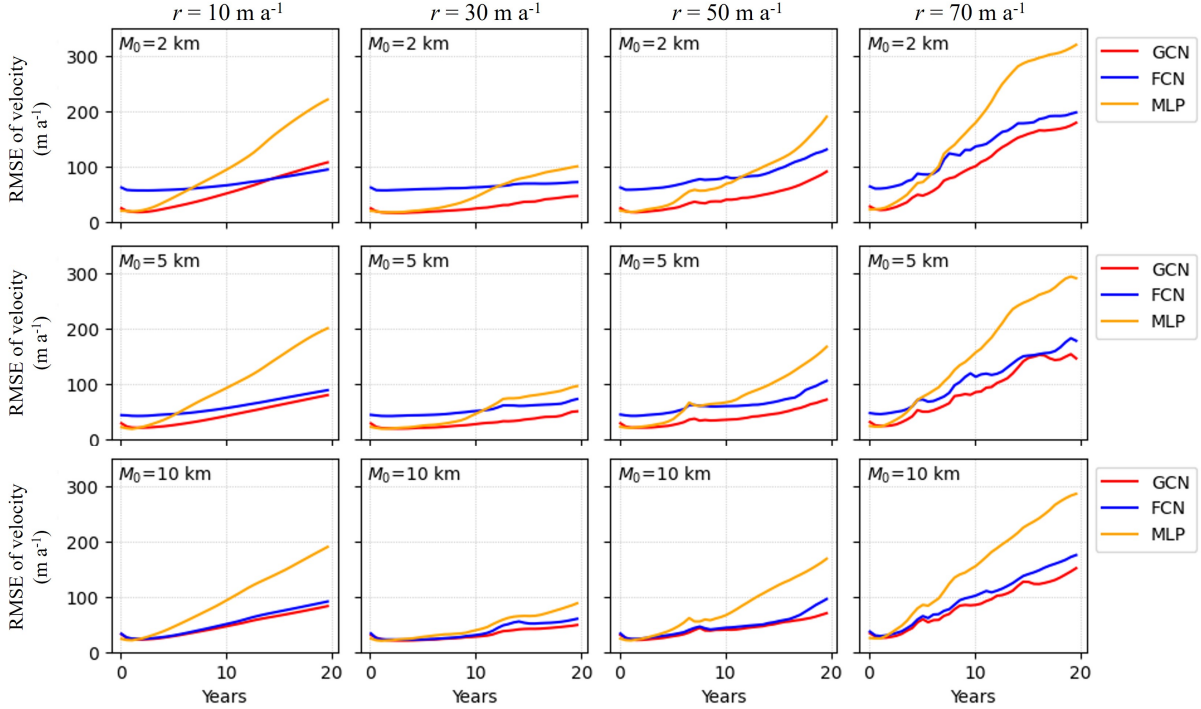 r = 10 m a-1 r = 30 m a-1 r = 50 m a-1 r = 70 m a-1
RMSE of velocity
(m a-1)
300
200
100
0
M0=2 km
M0=2 km
M0=2 km
M0=2 km
GCN
FCN
MLP
RMSE of velocity
(m a-1)
300
200
100
0
M0=5 km
M0=5 km
M0=5 km
M0=5 km
GCN
FCN
MLP
RMSE of velocity
(m a-1)
300
200
100
0
M0=10 km
M0=10 km
M0=10 km
M0=10 km
GCN
FCN
MLP
0 10 20 0 10 20 0 10 20 0 10 20
Years Years Years Years